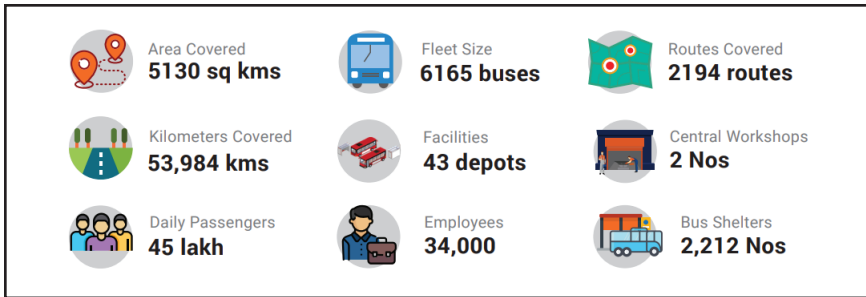 Area Covered
5130 sq kms
Fleet Size
6165 buses
Routes Covered
2194 routes
Kilometers Covered
53,984 kms
Facilities
43 depots
Central Workshops
2 Nos
Daily Passengers
45 lakh
Employees
34,000
Bus Shelters
2,212 Nos